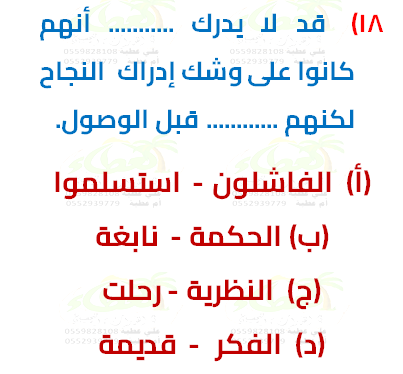 ١٨) قد لا يدرك ........... أنهم
كانوا على وشك إدراك النجاح
لكنهم ............ قبل الوصول.
(أ) الفاشلون - استسلموا
(ب) الحكمة - نابغة
(ج) النظرية - رحلت
(د) الفكر - قديمة